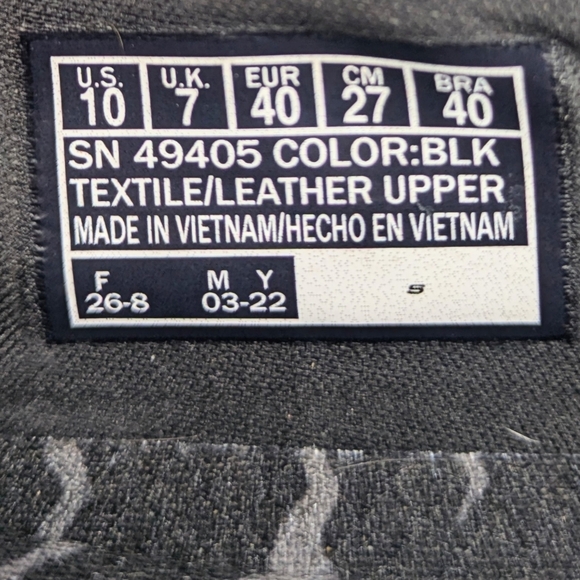 U.S. U.K. EUR CM BRA
10 7 40 27 40
SN 49405 COLOR:BLK
TEXTILE/LEATHER UPPER
MADE IN VIETNAM/HECHO EN VIETNAM
F M Y
26-8 03-22
S